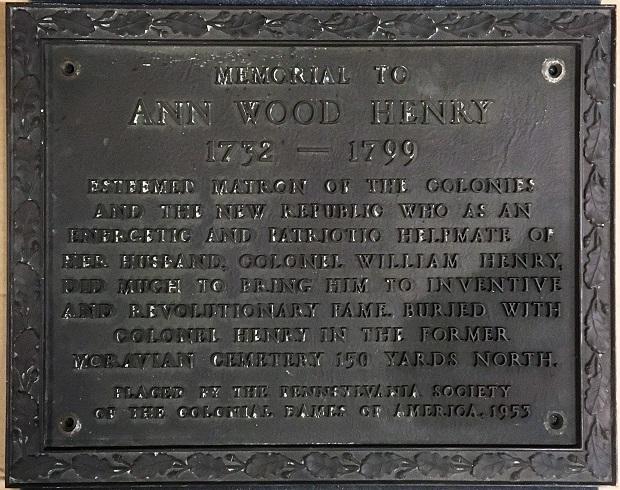 MEMORIAL TO
ANN WOOD HENRY
1732 — 1799
ESTEEMED MATRON OF THE COLONIES
AND THE NEW REPUBLIC WHO AS AN
ENERGETIC AND PATRIOTIC HELPMATE OF
HER HUSBAND, COLONEL WILLIAM HENRY,
DID MUCH TO BRING HIM TO INVENTIVE
AND REVOLUTIONARY FAME. BURIED WITH
COLONEL HENRY IN THE FORMER
MORAVIAN CEMETERY 150 YARDS NORTH.
PLACED BY THE PENNSYLVANIA SOCIETY
OF THE COLONIAL DAMES OF AMERICA. 1953